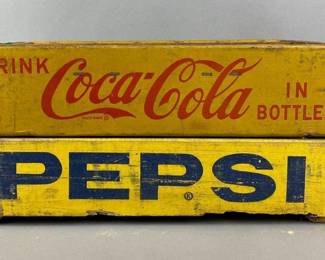 RINK Coca-Cola IN
BOTTLE
PEPSI ®